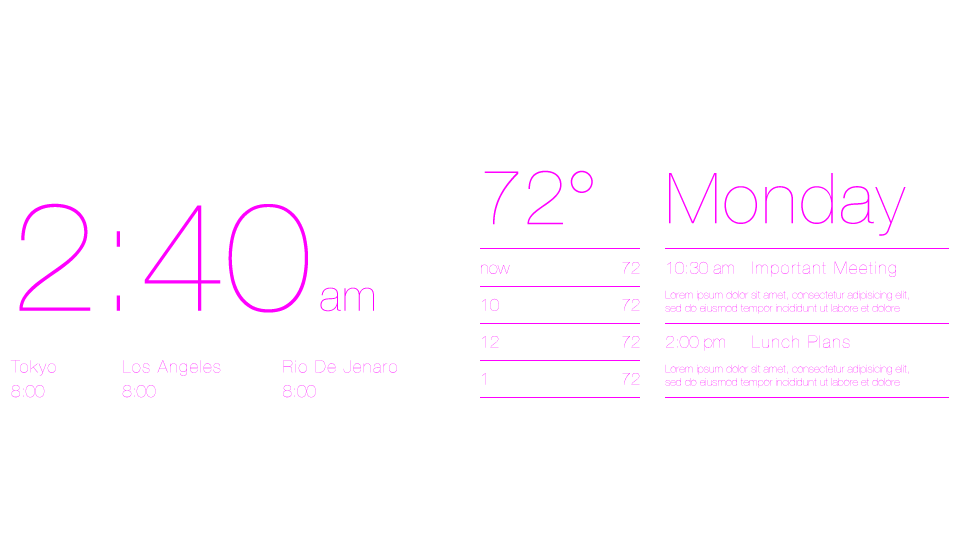 2:40 am
Tokyo Los Angeles Rio De Jenaro
8:00 8:00 8:00
72°
now 72
10 72
12 72
1 72
Monday
10:30 am Important Meeting
Lorem ipsum dolor sit amet, consectetur adipisicing elit,
sed do eiusmod tempor incididunt ut labore et dolore
2:00 pm Lunch Plans
Lorem ipsum dolor sit amet, consectetur adipisicing elit,
sed do eiusmod tempor incididunt ut labore et dolore